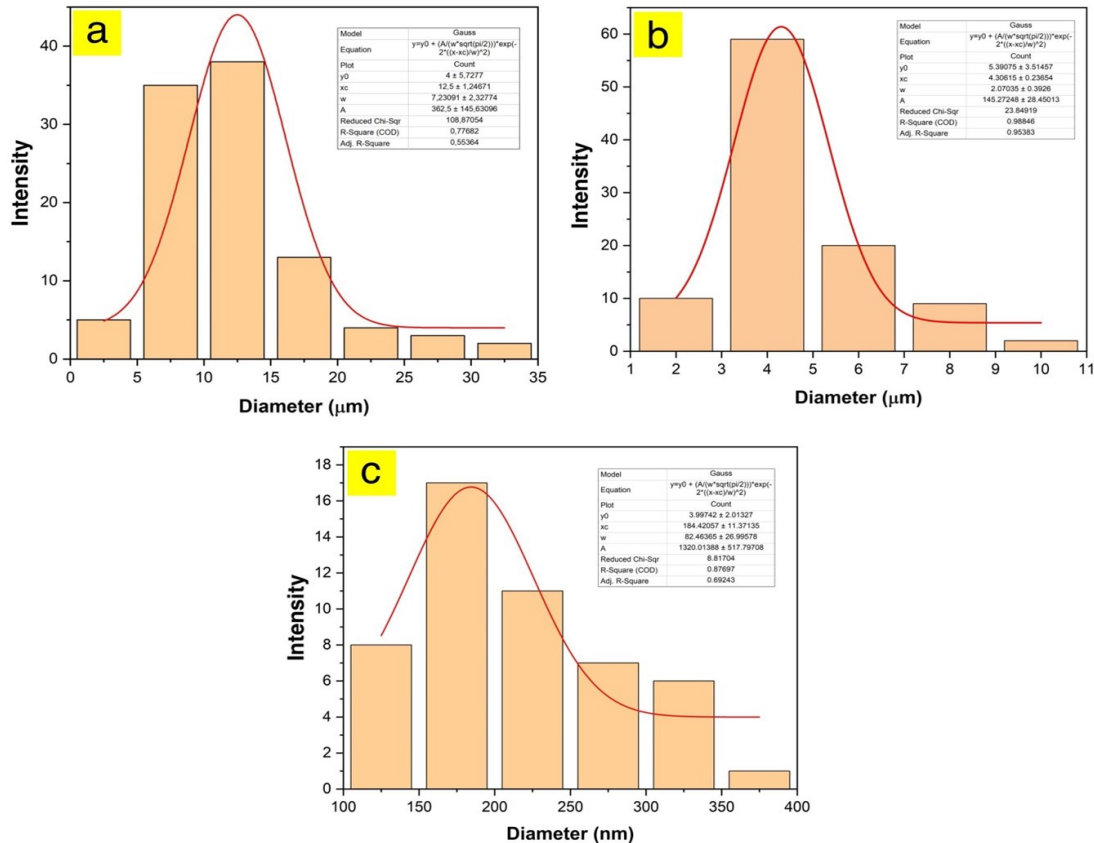 a
Intensity
40
30
20
10
0
0 5 10 15 20 25 30 35
Diameter (μm)
Model Gauss
Equation y=y0 + (A/(w*sqrt(pi/2)))*exp(-
2*((x-xc)/w)^2)
Plot Count
y0 4 ± 5,7277
xc 12,5 ± 1,24671
w 7,23091 ± 2,32774
A 362,5 ± 145,63096
Reduced Chi-Sqr 108,87054
R-Square (COD) 0,77682
Adj. R-Square 0,55364
b
Intensity
60
50
40
30
20
10
0
1 2 3 4 5 6 7 8 9 10 11
Diameter (μm)
Model Gauss
Equation y=y0 + (A/(w*sqrt(pi/2)))*exp(-
2*((x-xc)/w)^2)
Plot Count
y0 5.39075 ± 3.51457
xc 4.30615 ± 0.23654
w 2.07035 ± 0.3926
A 145.27248 ± 28.45013
Reduced Chi-Sqr 23.84919
R-Square (COD) 0.98846
Adj. R-Square 0.95383
c
Intensity
18
16
14
12
10
8
6
4
2
0
100 150 200 250 300 350 400
Diameter (nm)
Model Gauss
Equation y=y0 + (A/(w*sqrt(pi/2)))*exp(-
2*((x-xc)/w)^2)
Plot Count
y0 3.99742 ± 2.01327
xc 184.42057 ± 11.37135
w 82.46365 ± 26.99578
A 1320.01388 ± 517.79708
Reduced Chi-Sqr 8.81704
R-Square (COD) 0.87697
Adj. R-Square 0.69243